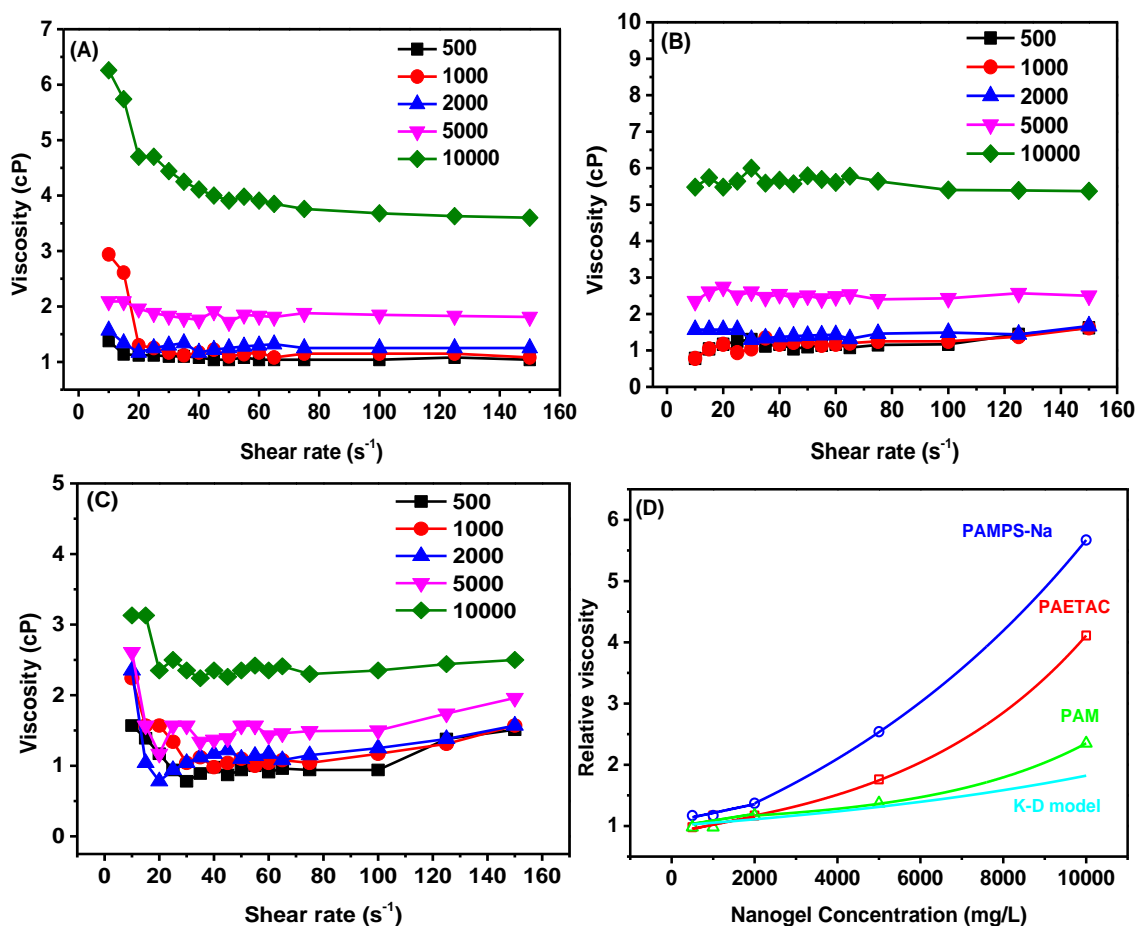 (A)
500
1000
2000
5000
10000
7
6
5
4
3
2
1
Viscosity (cP)
0 20 40 60 80 100 120 140 160
Shear rate (s⁻¹)
(B)
500
1000
2000
5000
10000
10
9
8
7
6
5
4
3
2
1
0
Viscosity (cP)
0 20 40 60 80 100 120 140 160
Shear rate (s⁻¹)
(C)
500
1000
2000
5000
10000
5
4
3
2
1
0
Viscosity (cP)
0 20 40 60 80 100 120 140 160
Shear rate (s⁻¹)
(D)
PAMPS-Na
PAETAC
PAM
K-D model
6
5
4
3
2
1
Relative viscosity
0 2000 4000 6000 8000 10000
Nanogel Concentration (mg/L)